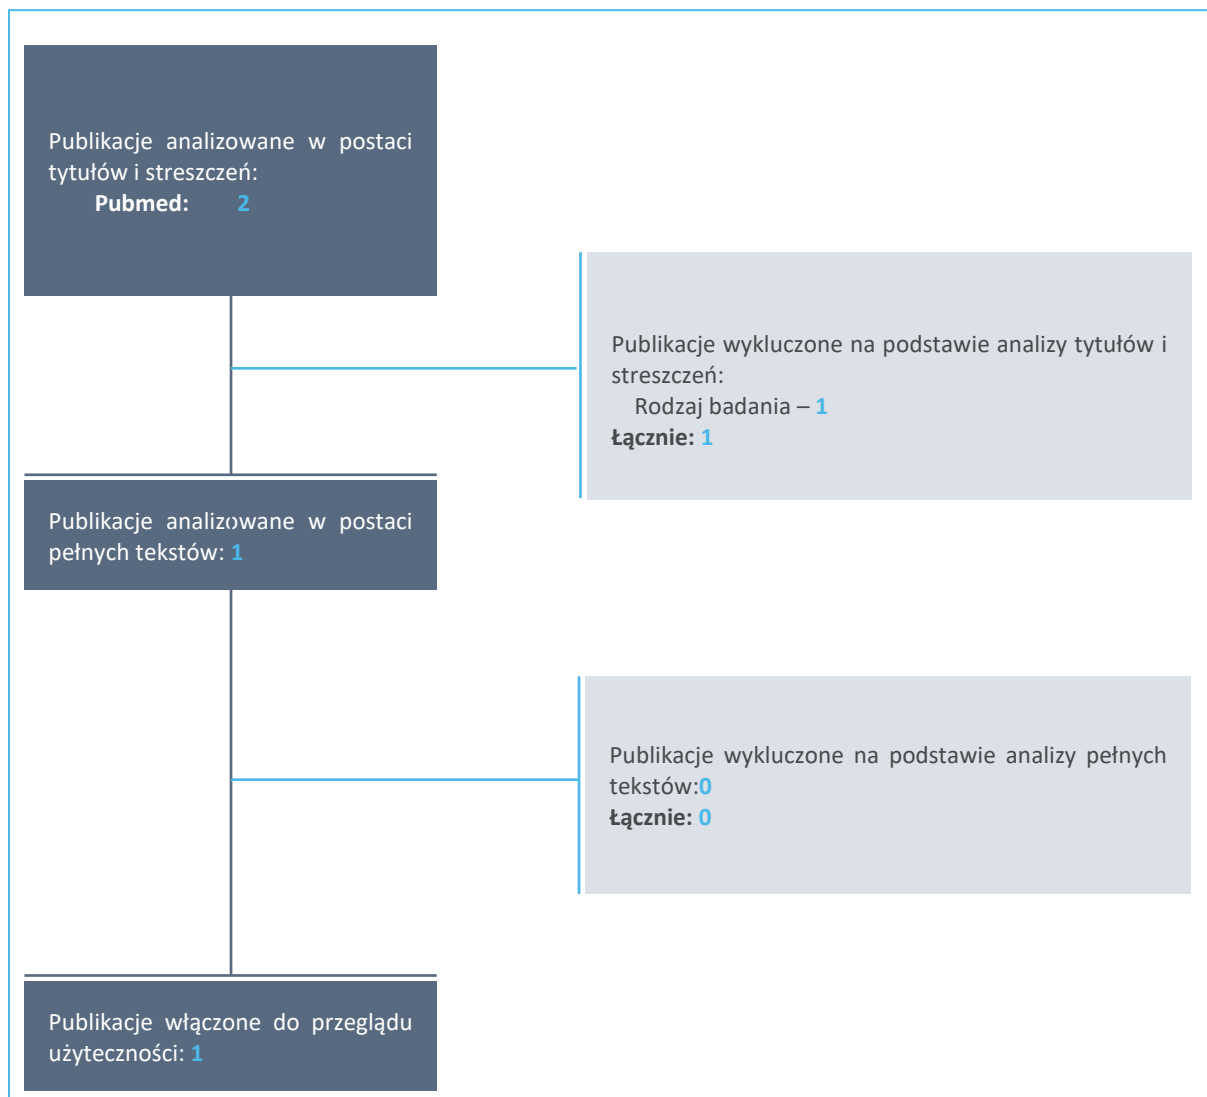 Publikacje analizowane w postaci
tytułów i streszczeń:
Pubmed: 2
Publikacje wykluczone na podstawie analizy tytułów i
streszczeń:
Rodzaj badania – 1
Łącznie: 1
Publikacje analizowane w postaci
pełnych tekstów: 1
Publikacje wykluczone na podstawie analizy pełnych
tekstów:0
Łącznie: 0
Publikacje włączone do przeglądu
użyteczności: 1